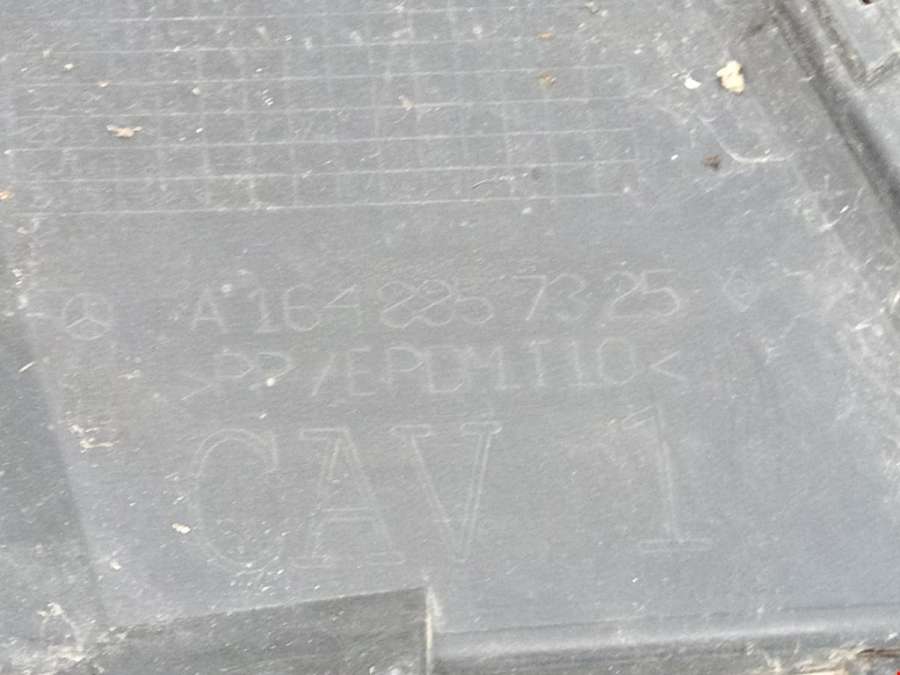 A 164 885 73 25
>PP/EPDM T10<
CAV 1